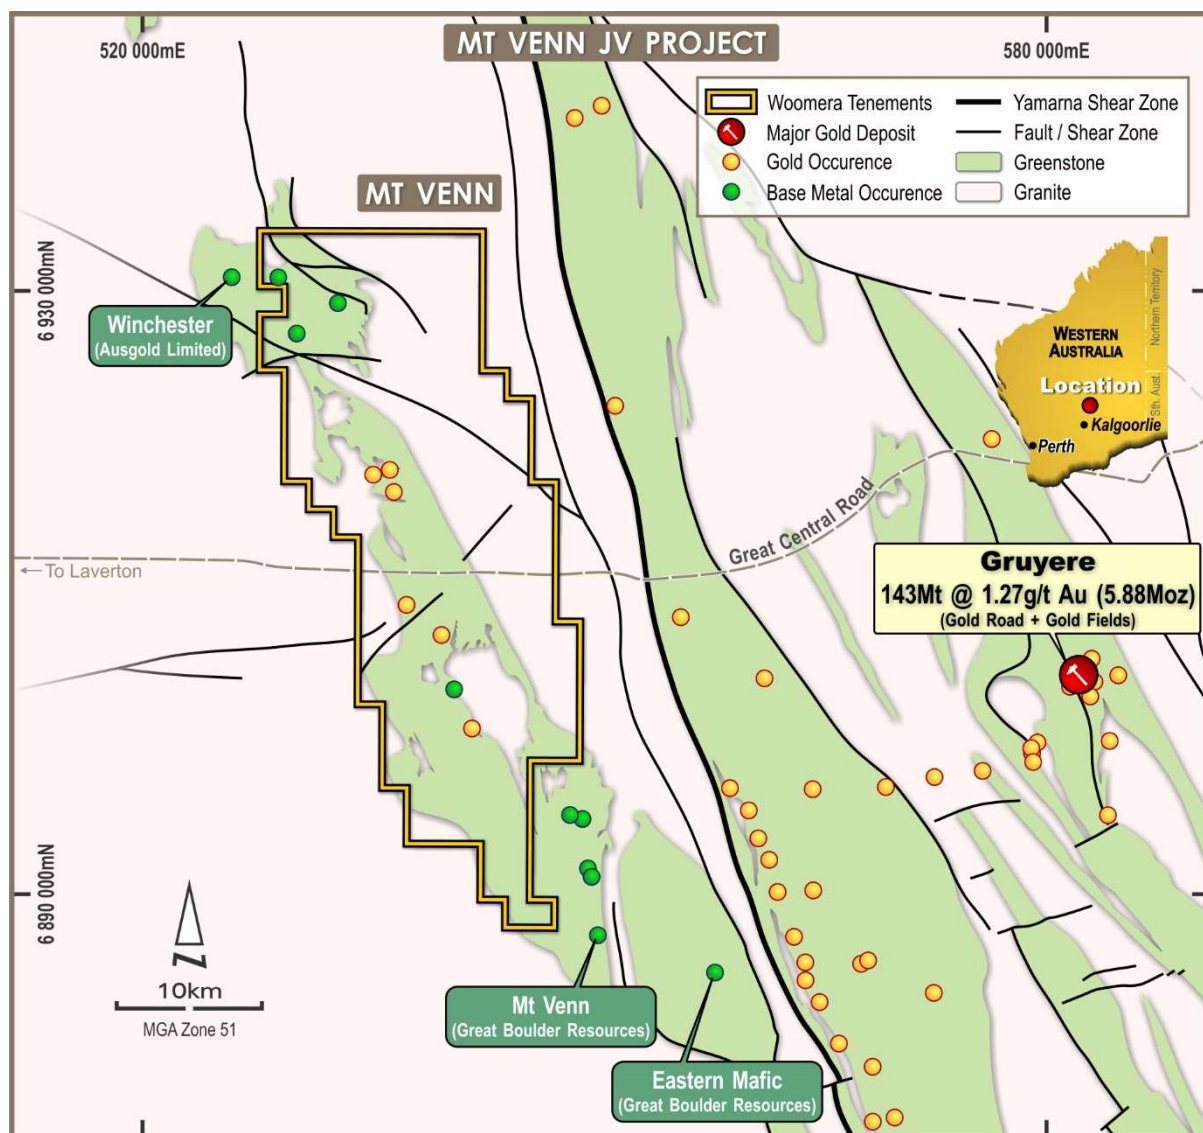 520 000mE
MT VENN JV PROJECT
580 000mE
Woomera Tenements
Major Gold Deposit
Gold Occurence
Base Metal Occurence
Yamarna Shear Zone
Fault / Shear Zone
Greenstone
Granite
MT VENN
6 930 000mN
Winchester
(Ausgold Limited)
WESTERN
AUSTRALIA
Northern Territory
Sth. Aust.
Location
Kalgoorlie
Perth
Great Central Road
To Laverton
Gruyere
143Mt @ 1.27g/t Au (5.88Moz)
(Gold Road + Gold Fields)
6 890 000mN
N
10km
MGA Zone 51
Mt Venn
(Great Boulder Resources)
Eastern Mafic
(Great Boulder Resources)